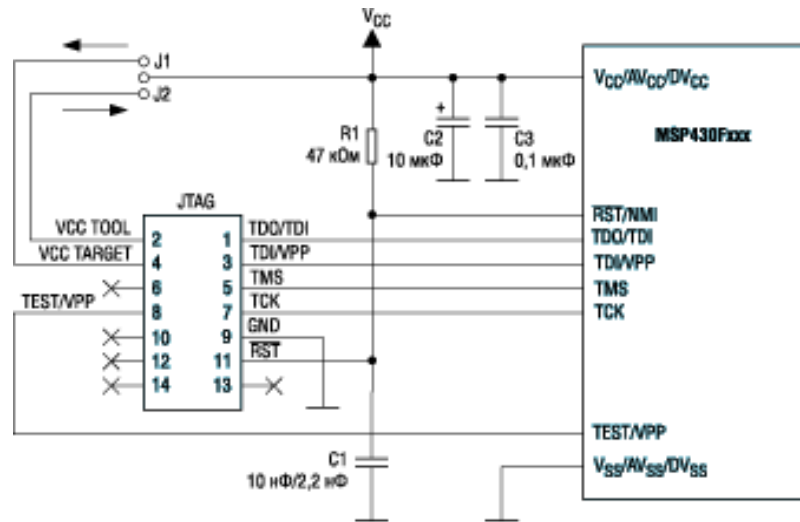 VCC
J1
J2
VCC/AVCC/DVCC
MSP430Fxxx
R1
47 кОм
C2
10 мкФ
+
C3
0,1 мкФ
JTAG
VCC TOOL
2
1
TDO/TDI
RST/NMI
TDO/TDI
VCC TARGET
4
3
TDI/VPP
TDI/VPP
6
5
TMS
TMS
TEST/VPP
8
7
TCK
TCK
10
9
GND
12
11
RST
14
13
TEST/VPP
C1
10 нФ/2,2 нФ
VSS/AVSS/DVSS